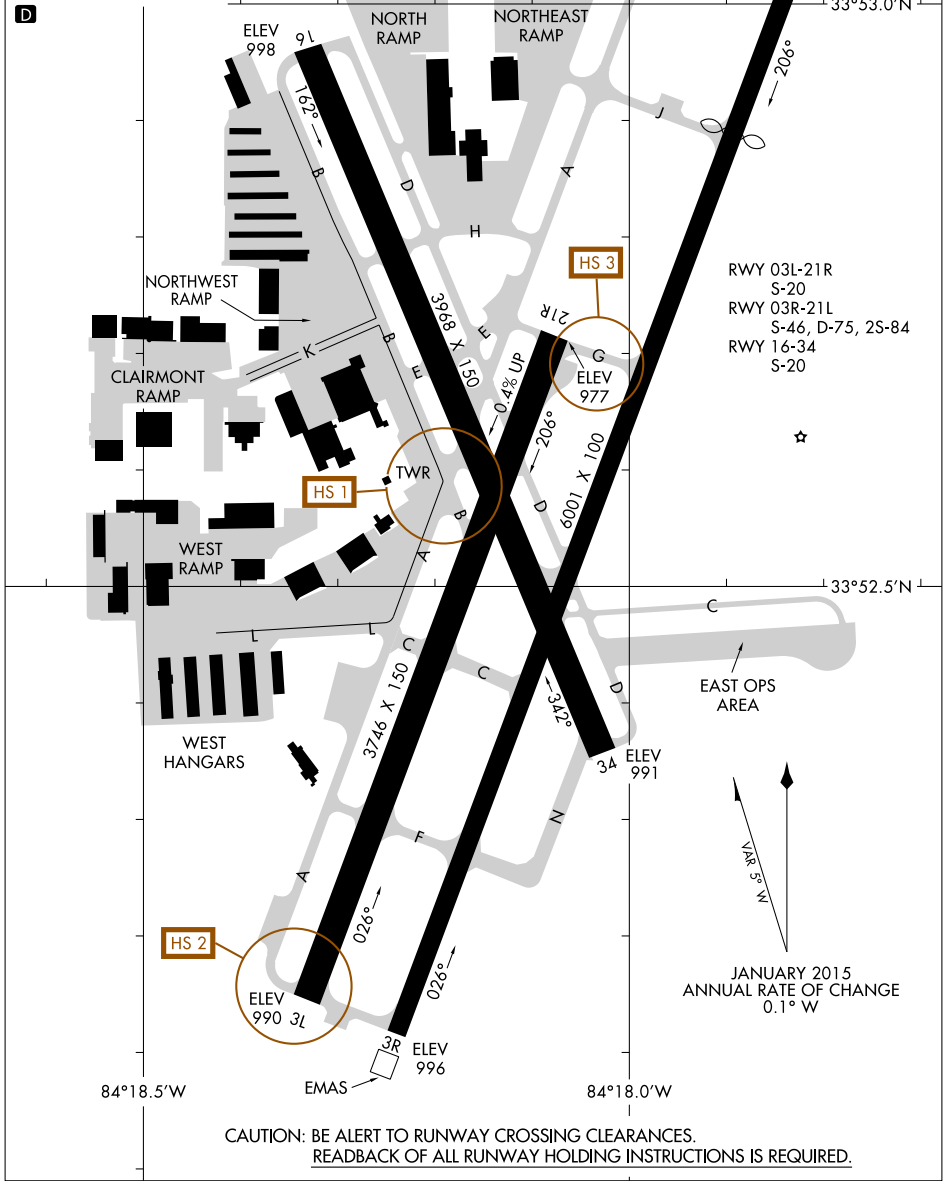 D
33°53.0'N
NORTH
RAMP
NORTHEAST
RAMP
ELEV
998
16
206°
162°
J
B
D
A
H
HS 3
RWY 03L-21R
S-20
RWY 03R-21L
S-46, D-75, 2S-84
RWY 16-34
S-20
NORTHWEST
RAMP
3968 X 150
21R
E
B
K
G
E
ELEV
977
0.4% UP
CLAIRMONT
RAMP
206°
6001 X 100
TWR
HS 1
D
B
A
WEST
RAMP
33°52.5'N
C
L
L
C
C
EAST OPS
AREA
D
342°
3746 X 150
WEST
HANGARS
34
ELEV
991
N
F
VAR 5° W
A
026°
HS 2
026°
JANUARY 2015
ANNUAL RATE OF CHANGE
0.1° W
ELEV
990
3L
3R
ELEV
996
EMAS
84°18.5'W
84°18.0'W
CAUTION: BE ALERT TO RUNWAY CROSSING CLEARANCES.
READBACK OF ALL RUNWAY HOLDING INSTRUCTIONS IS REQUIRED.